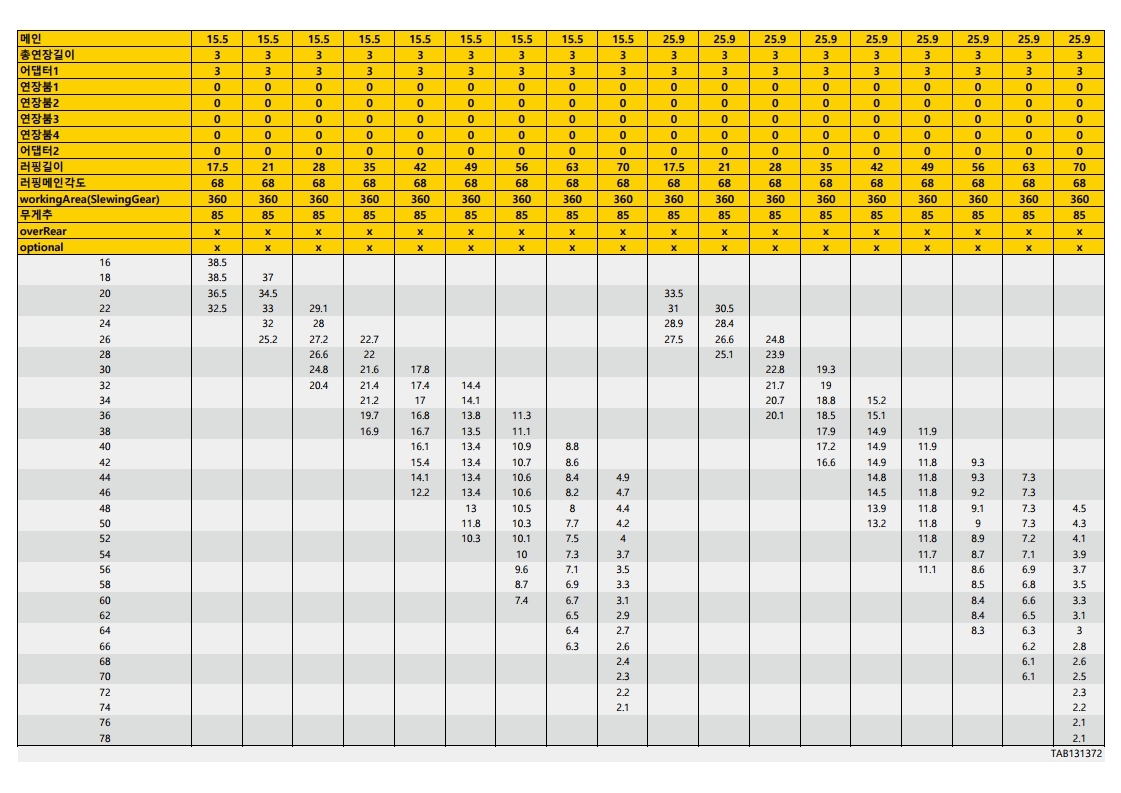 메인 15.5 15.5 15.5 15.5 15.5 15.5 15.5 15.5 15.5 25.9 25.9 25.9 25.9 25.9 25.9 25.9 25.9 25.9
총연장길이 3 3 3 3 3 3 3 3 3 3 3 3 3 3 3 3 3 3
어댑터1 3 3 3 3 3 3 3 3 3 3 3 3 3 3 3 3 3 3
연장붐1 0 0 0 0 0 0 0 0 0 0 0 0 0 0 0 0 0 0
연장붐2 0 0 0 0 0 0 0 0 0 0 0 0 0 0 0 0 0 0
연장붐3 0 0 0 0 0 0 0 0 0 0 0 0 0 0 0 0 0 0
연장붐4 0 0 0 0 0 0 0 0 0 0 0 0 0 0 0 0 0 0
어댑터2 0 0 0 0 0 0 0 0 0 0 0 0 0 0 0 0 0 0
러핑길이 17.5 21 28 35 42 49 56 63 70 17.5 21 28 35 42 49 56 63 70
러핑메인각도 68 68 68 68 68 68 68 68 68 68 68 68 68 68 68 68 68 68
workingArea(SlewingGear) 360 360 360 360 360 360 360 360 360 360 360 360 360 360 360 360 360 360
무게추 85 85 85 85 85 85 85 85 85 85 85 85 85 85 85 85 85 85
overRear x x x x x x x x x x x x x x x x x x
optional x x x x x x x x x x x x x x x x x x
16 38.5
18 38.5 37
20 36.5 34.5 33.5
22 32.5 33 29.1 31 30.5
24 32 28 28.9 28.4
26 25.2 27.2 22.7 27.5 26.6 24.8
28 26.6 22 25.1 23.9
30 24.8 21.6 17.8 22.8 19.3
32 20.4 21.4 17.4 14.4 21.7 19
34 21.2 17 14.1 20.7 18.8 15.2
36 19.7 16.8 13.8 11.3 20.1 18.5 15.1
38 16.9 16.7 13.5 11.1 17.9 14.9 11.9
40 16.1 13.4 10.9 8.8 17.2 14.9 11.9
42 15.4 13.4 10.7 8.6 16.6 14.9 11.8 9.3
44 14.1 13.4 10.6 8.4 4.9 14.8 11.8 9.3 7.3
46 12.2 13.4 10.6 8.2 4.7 14.5 11.8 9.2 7.3
48 13 10.5 8 4.4 13.9 11.8 9.1 7.3 4.5
50 11.8 10.3 7.7 4.2 13.2 11.8 9 7.3 4.3
52 10.3 10.1 7.5 4 11.8 8.9 7.2 4.1
54 10 7.3 3.7 11.7 8.7 7.1 3.9
56 9.6 7.1 3.5 11.1 8.6 6.9 3.7
58 8.7 6.9 3.3 8.5 6.8 3.5
60 7.4 6.7 3.1 8.4 6.6 3.3
62 6.5 2.9 8.4 6.5 3.1
64 6.4 2.7 8.3 6.3 3
66 6.3 2.6 6.2 2.8
68 2.4 6.1 2.6
70 2.3 6.1 2.5
72 2.2 2.3
74 2.1 2.2
76 2.1
78 2.1
TAB131372